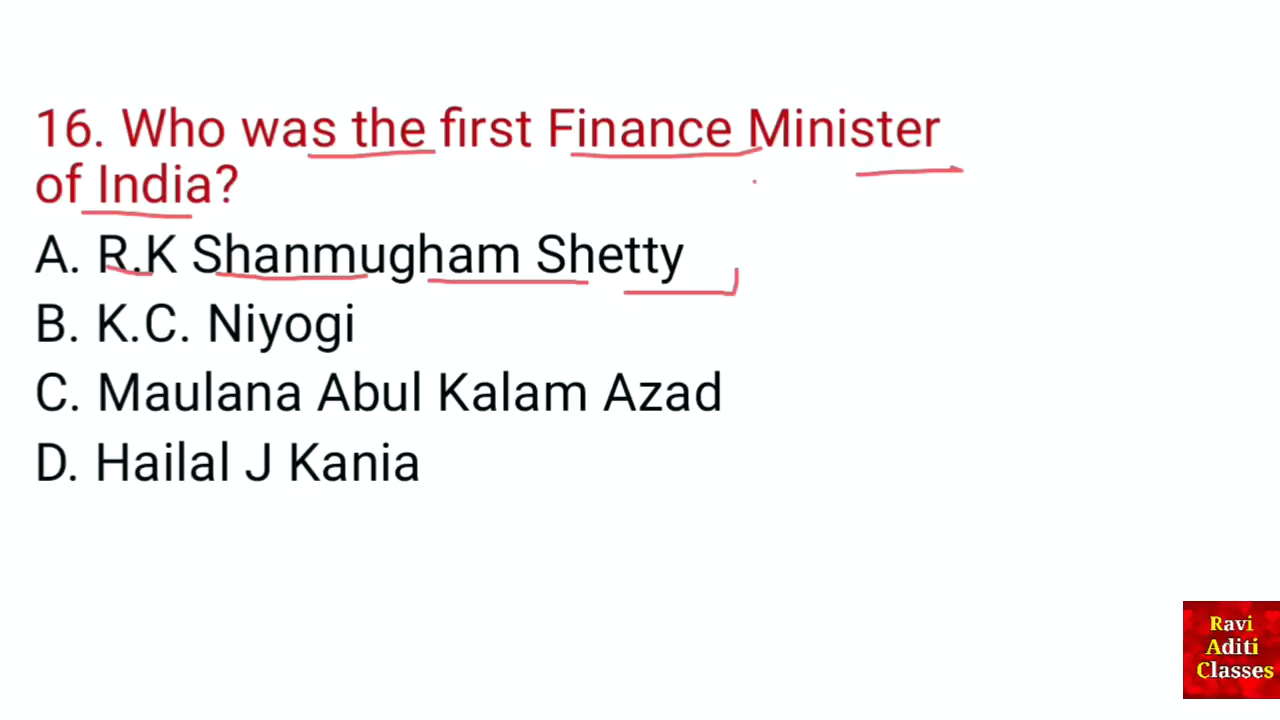 16. Who was the first Finance Minister
of India?
A. R.K Shanmugham Shetty
B. K.C. Niyogi
C. Maulana Abul Kalam Azad
D. Hailal J Kania
Ravi
Aditi
Classes